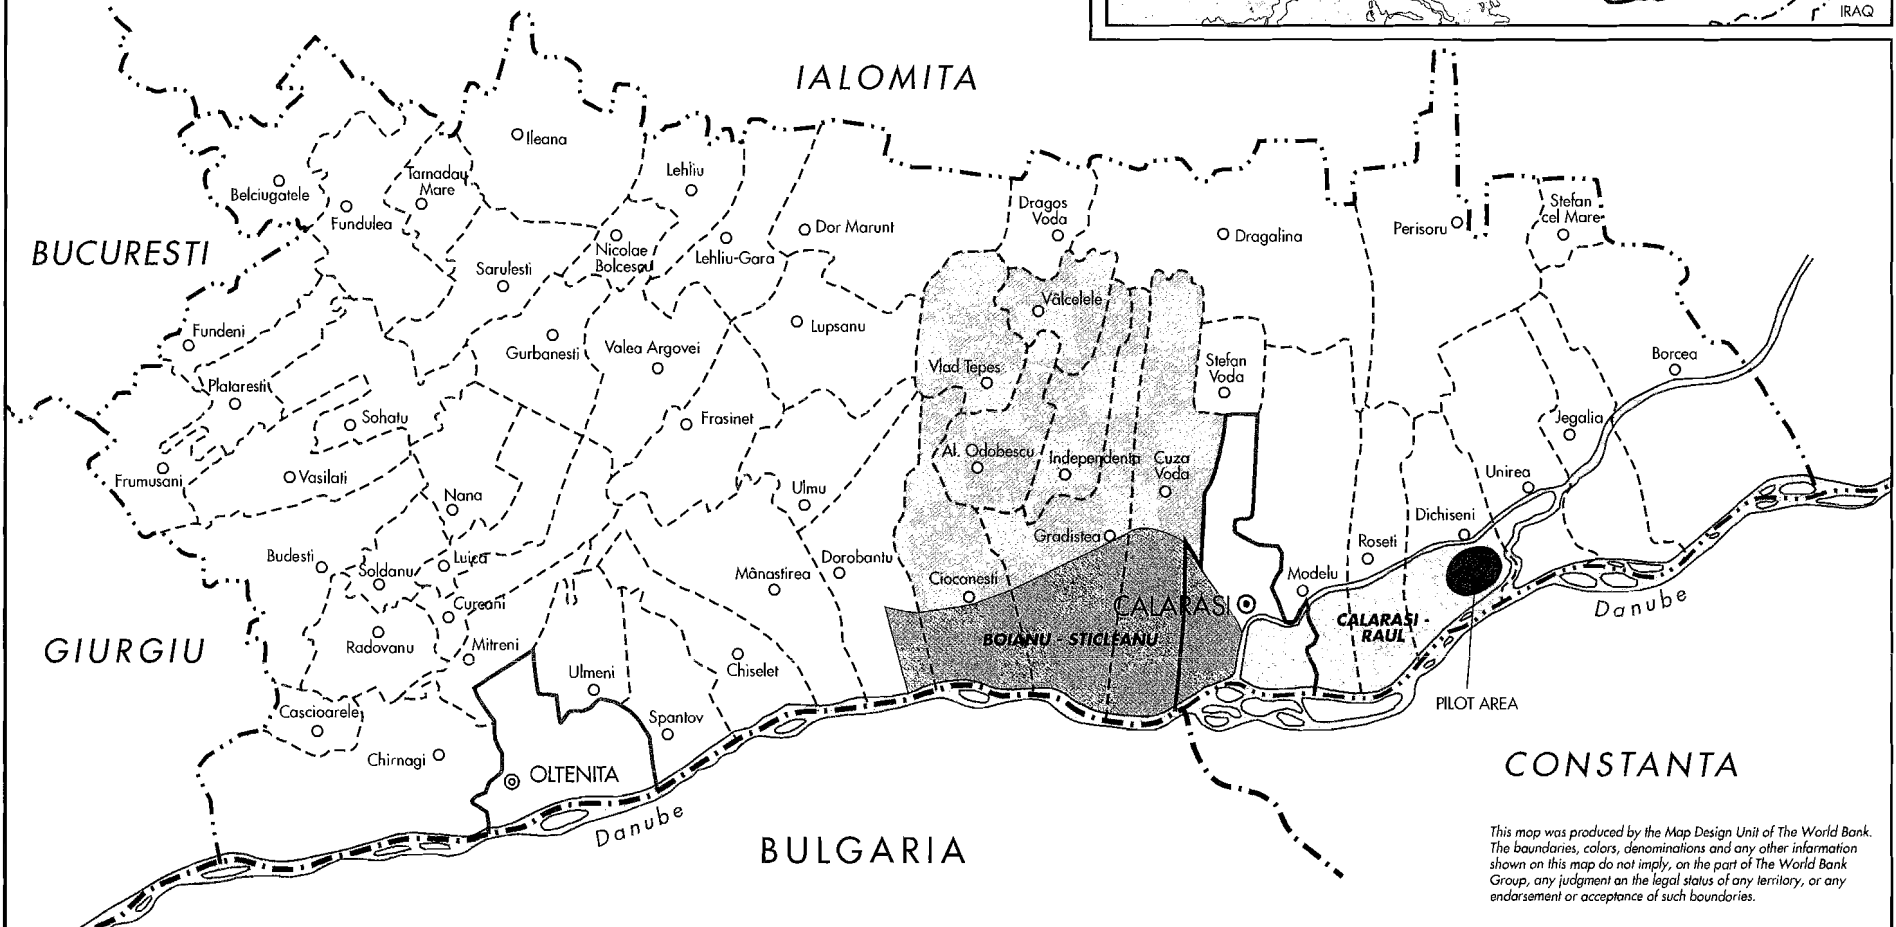 IRAQ
IALOMITA
Ileana
Lehliu
Tarnadau
Mare
Belciugatele
Fundulea
Dragos
Voda
Stefan
cel Mare
Perisoru
Dor Marunt
Dragalina
BUCURESTI
Nicolae
Bolcescu
Lehliu-Gara
Sarulesti
Vâlcelele
Fundeni
Lupsanu
Gurbanesti
Valea Argovei
Borcea
Stefan
Voda
Vlad Tepes
Plataresti
Sohatu
Frasinet
Jegalia
Al. Odobescu
Independenta
Cuza
Voda
Frumusani
Vasilati
Unirea
Nana
Ulmu
Dichiseni
Gradistea
Roseti
Budesti
Luica
Soldanu
Dorobantu
Mânastirea
Ciocanesti
Modelu
Curcani
CALARASI
Danube
CALARASI -
RAUL
BOIANU - STICLEANU
GIURGIU
Radovanu
Mitreni
Ulmeni
Chiselet
PILOT AREA
Cascioarele
Spantov
Chirnagi
OLTENITA
CONSTANTA
Danube
BULGARIA
This map was produced by the Map Design Unit of The World Bank.
The boundaries, colors, denominations and any other information
shown on this map do not imply, on the part of The World Bank
Group, any judgment on the legal status of any territory, or any
endorsement or acceptance of such boundaries.